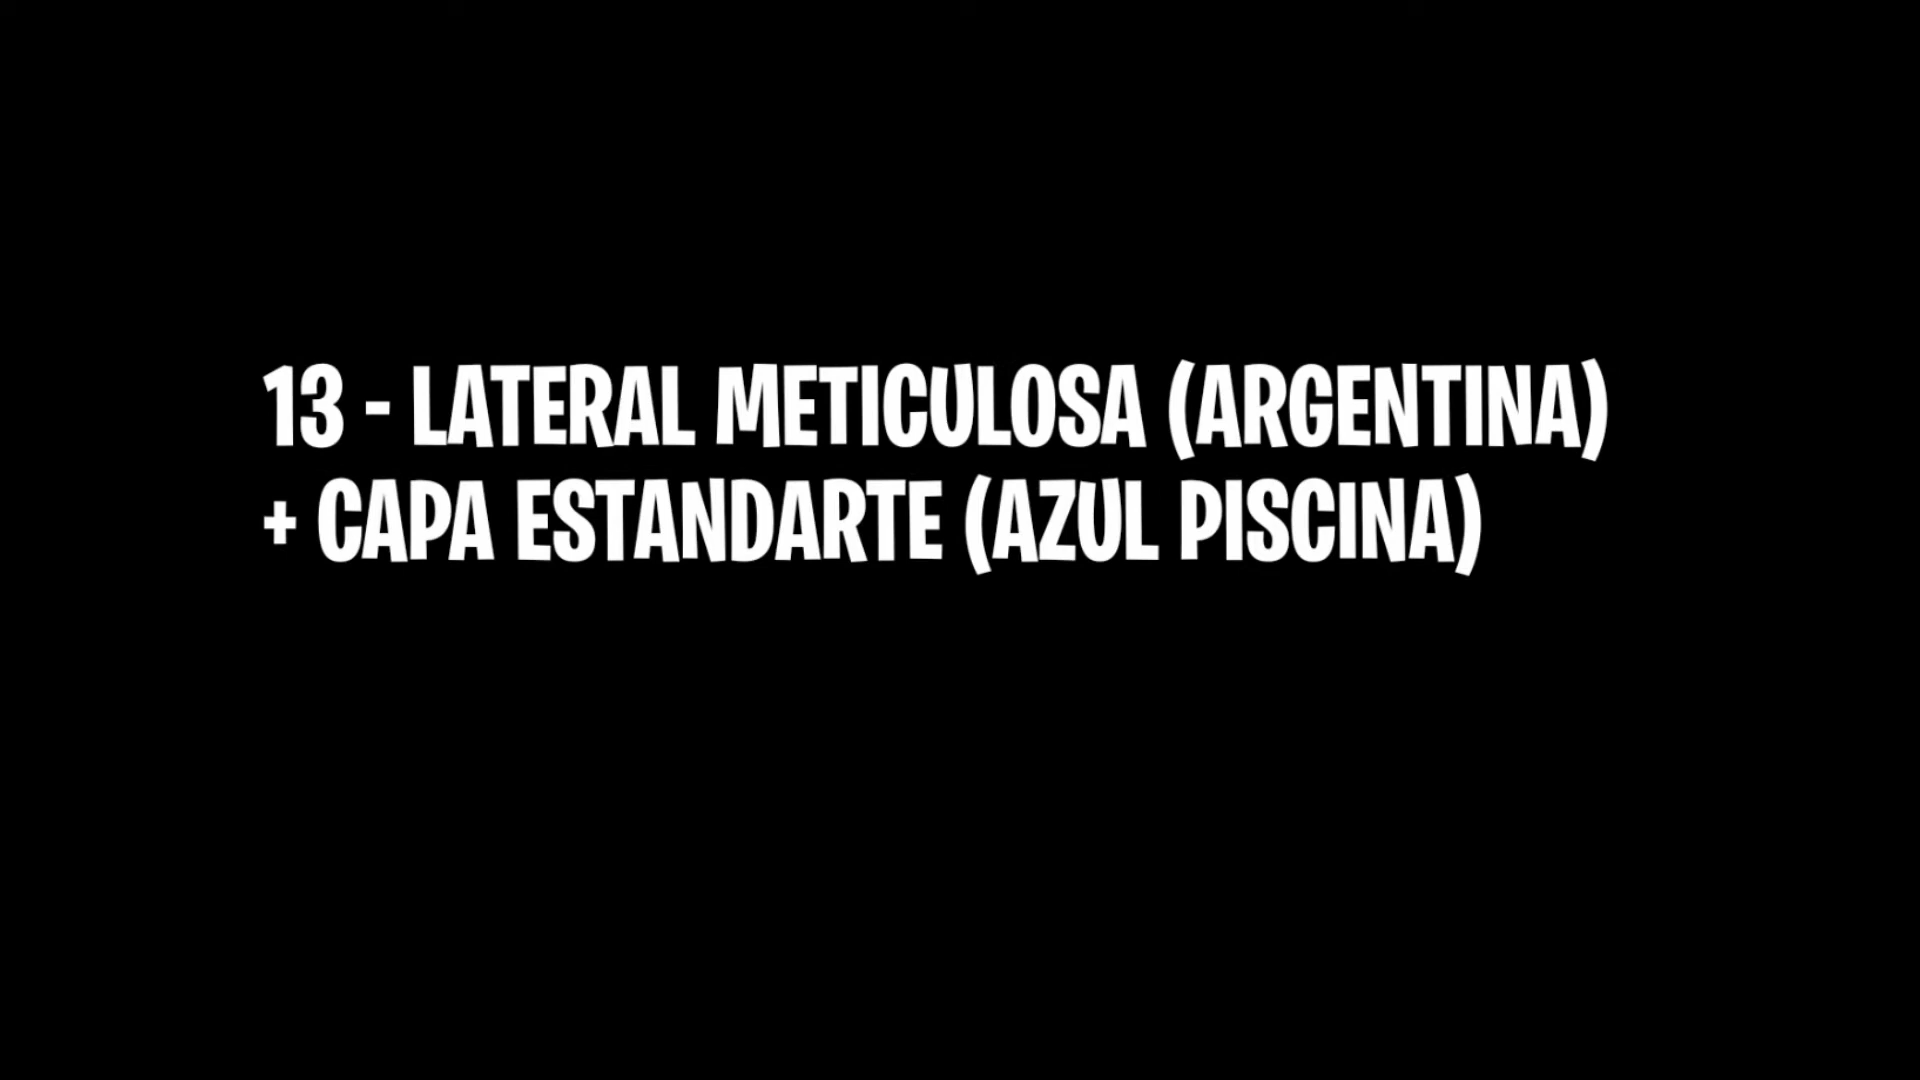 13 - LATERAL METICULOSA (ARGENTINA)
+ CAPA ESTANDARTE (AZUL PISCINA)